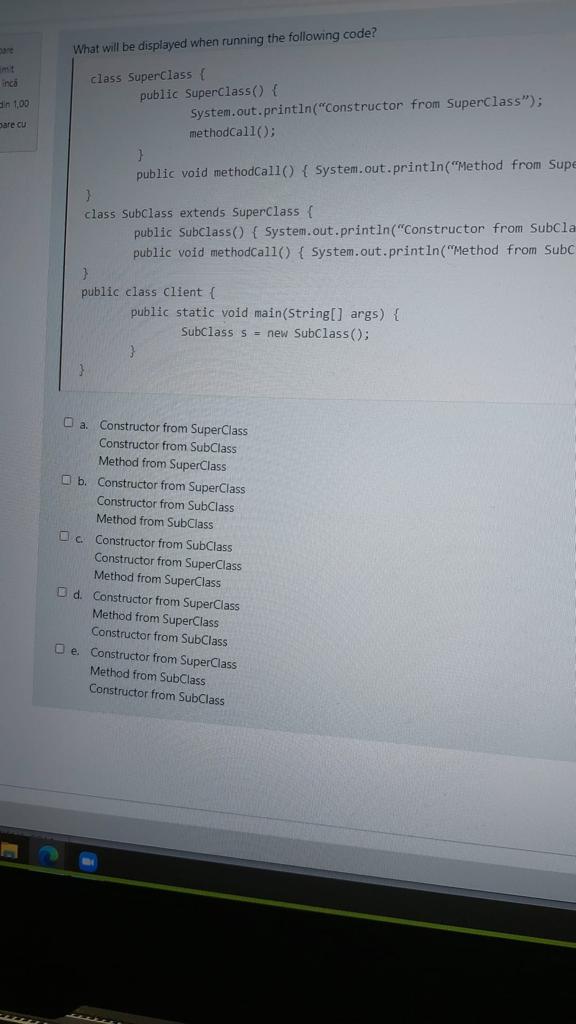 What will be displayed when running the following code?
încă
din 1,00
class SuperClass {
public SuperClass() {
System.out.println(“Constructor from SuperClass”);
methodCall();
}
public void methodCall() { System.out.println(“Method from Supe
}
class SubClass extends SuperClass {
public SubClass() { System.out.println(“Constructor from SubCla
public void methodCall() { System.out.println(“Method from SubC
}
public class Client {
public static void main(String[] args) {
SubClass s = new SubClass();
}
}
a. Constructor from SuperClass
Constructor from SubClass
Method from SuperClass
b. Constructor from SuperClass
Constructor from SubClass
Method from SubClass
c. Constructor from SubClass
Constructor from SuperClass
Method from SuperClass
d. Constructor from SuperClass
Method from SuperClass
Constructor from SubClass
e. Constructor from SuperClass
Method from SubClass
Constructor from SubClass